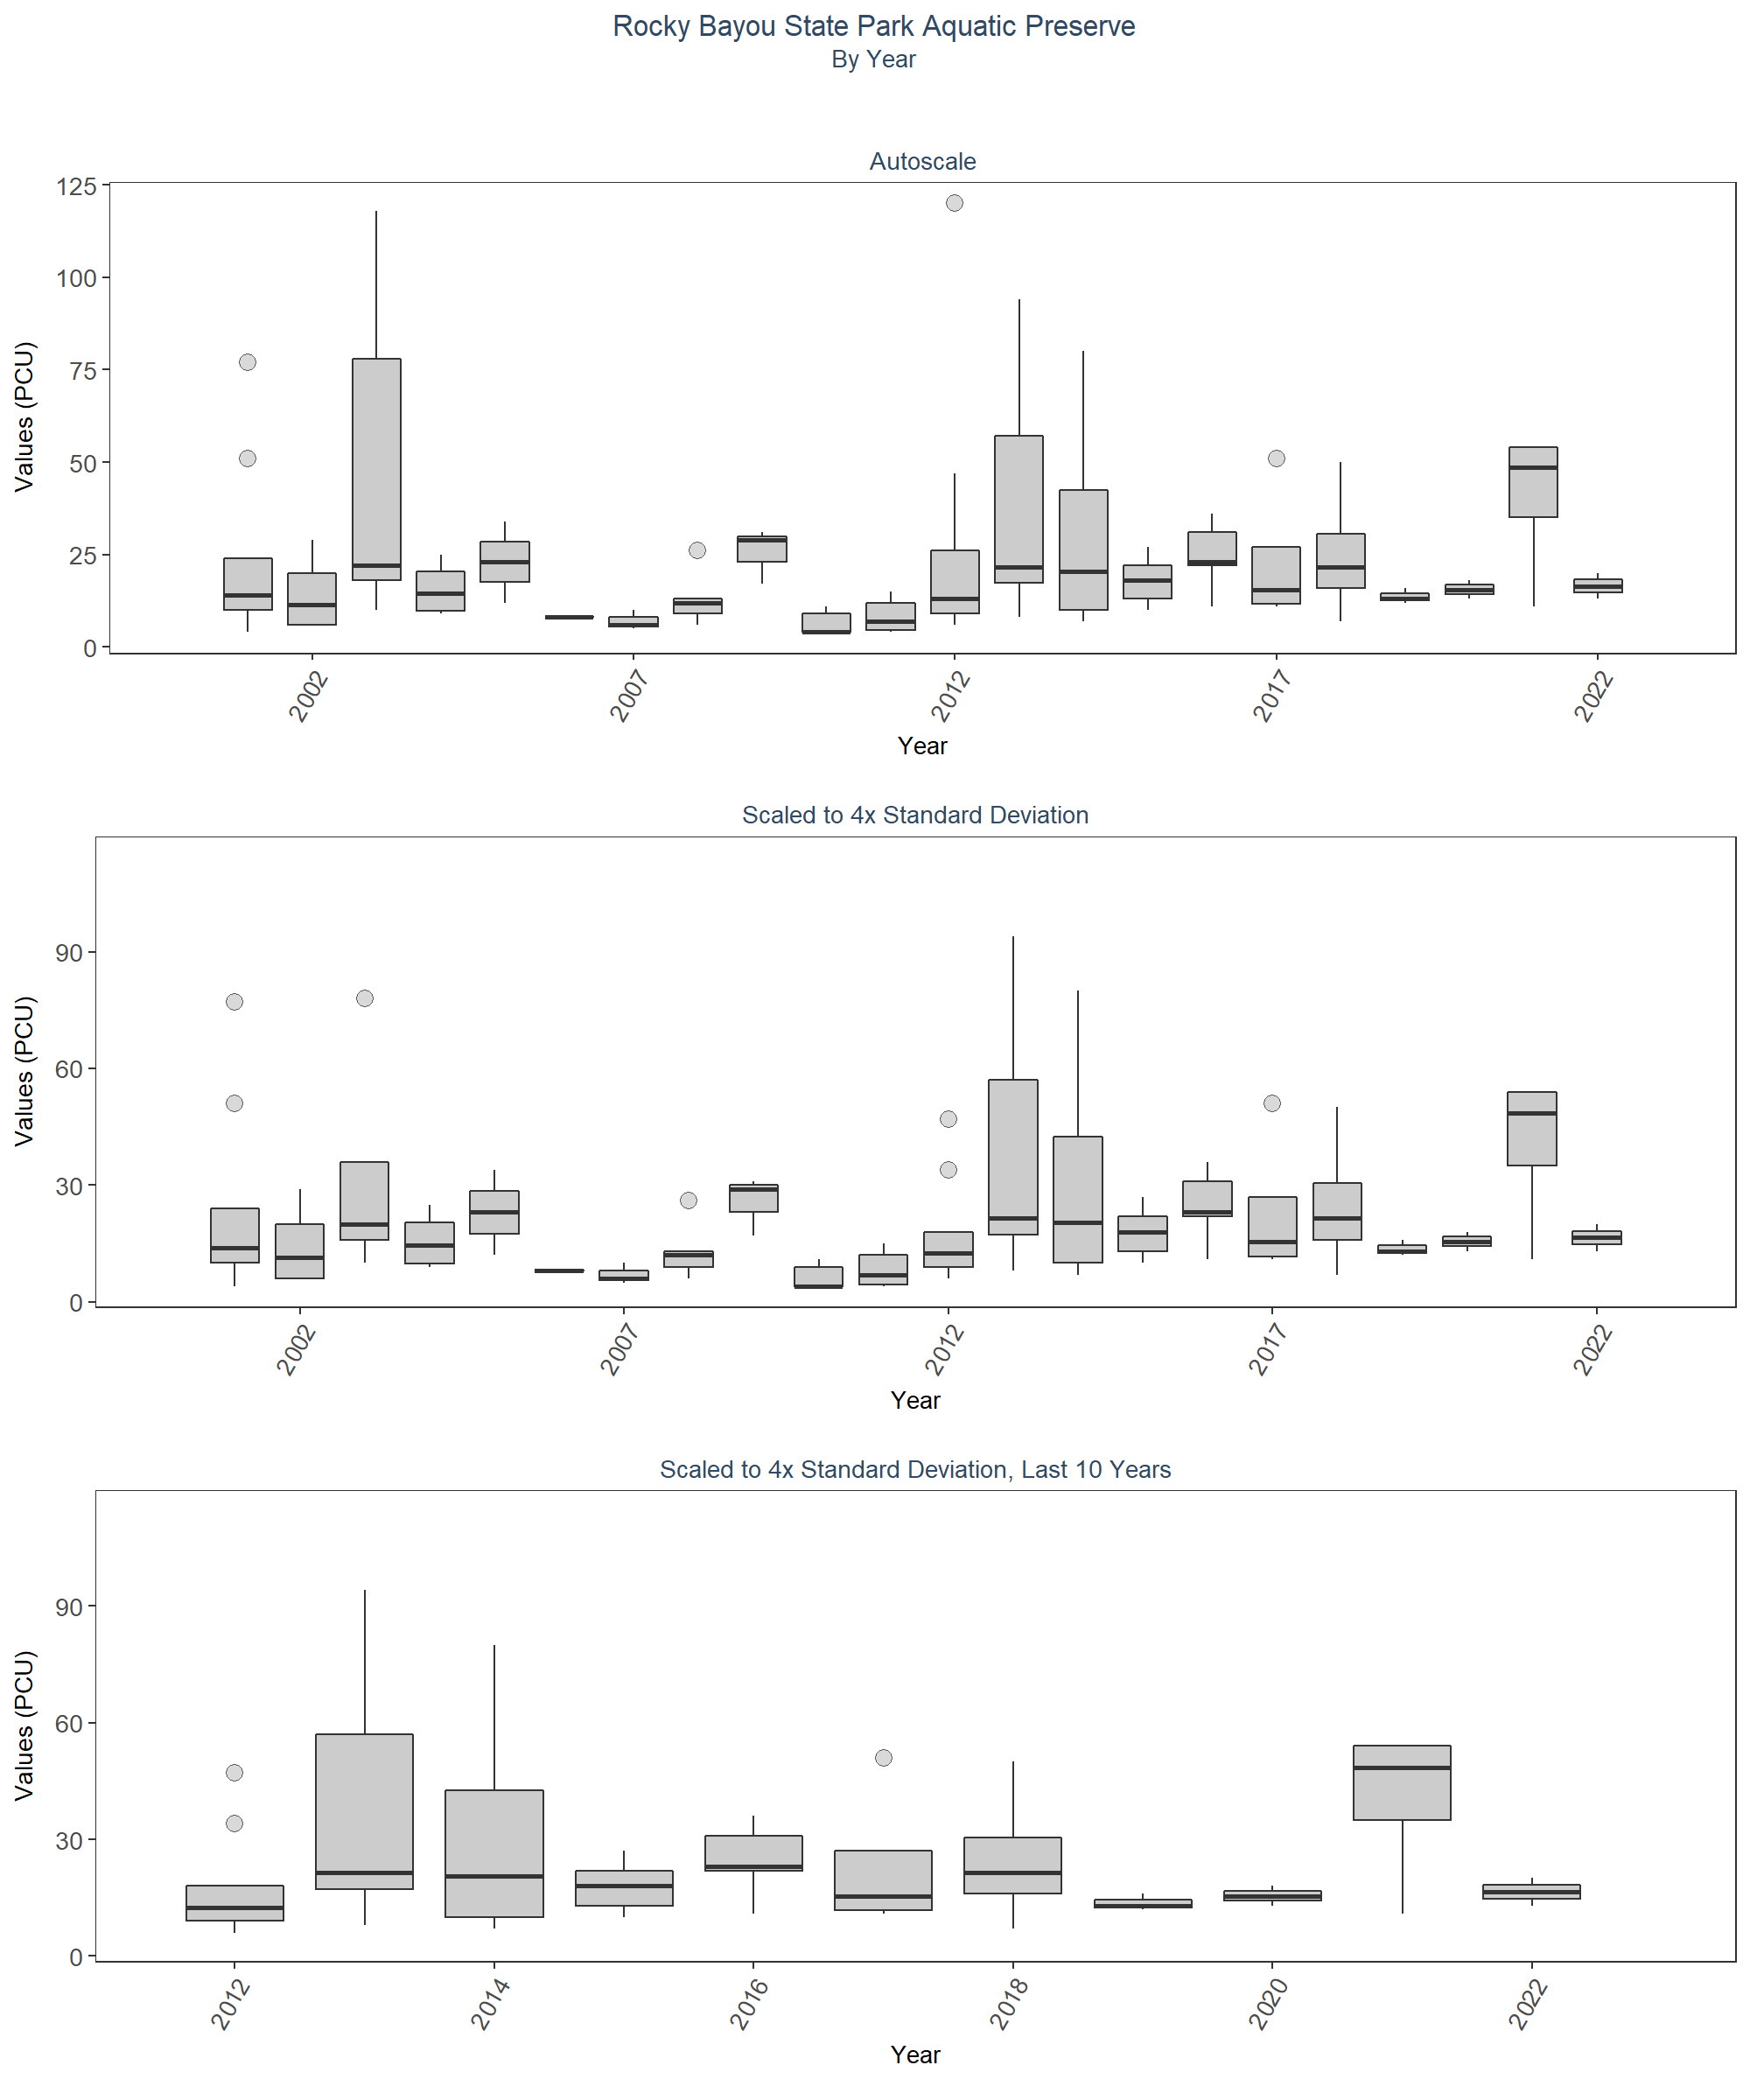 Rocky Bayou State Park Aquatic Preserve
By Year
Autoscale
125
100
75
50
25
0
Values (PCU)
2002
2007
2012
2017
2022
Year
Scaled to 4x Standard Deviation
90
60
30
0
Values (PCU)
2002
2007
2012
2017
2022
Year
Scaled to 4x Standard Deviation, Last 10 Years
90
60
30
0
Values (PCU)
2012
2014
2016
2018
2020
2022
Year